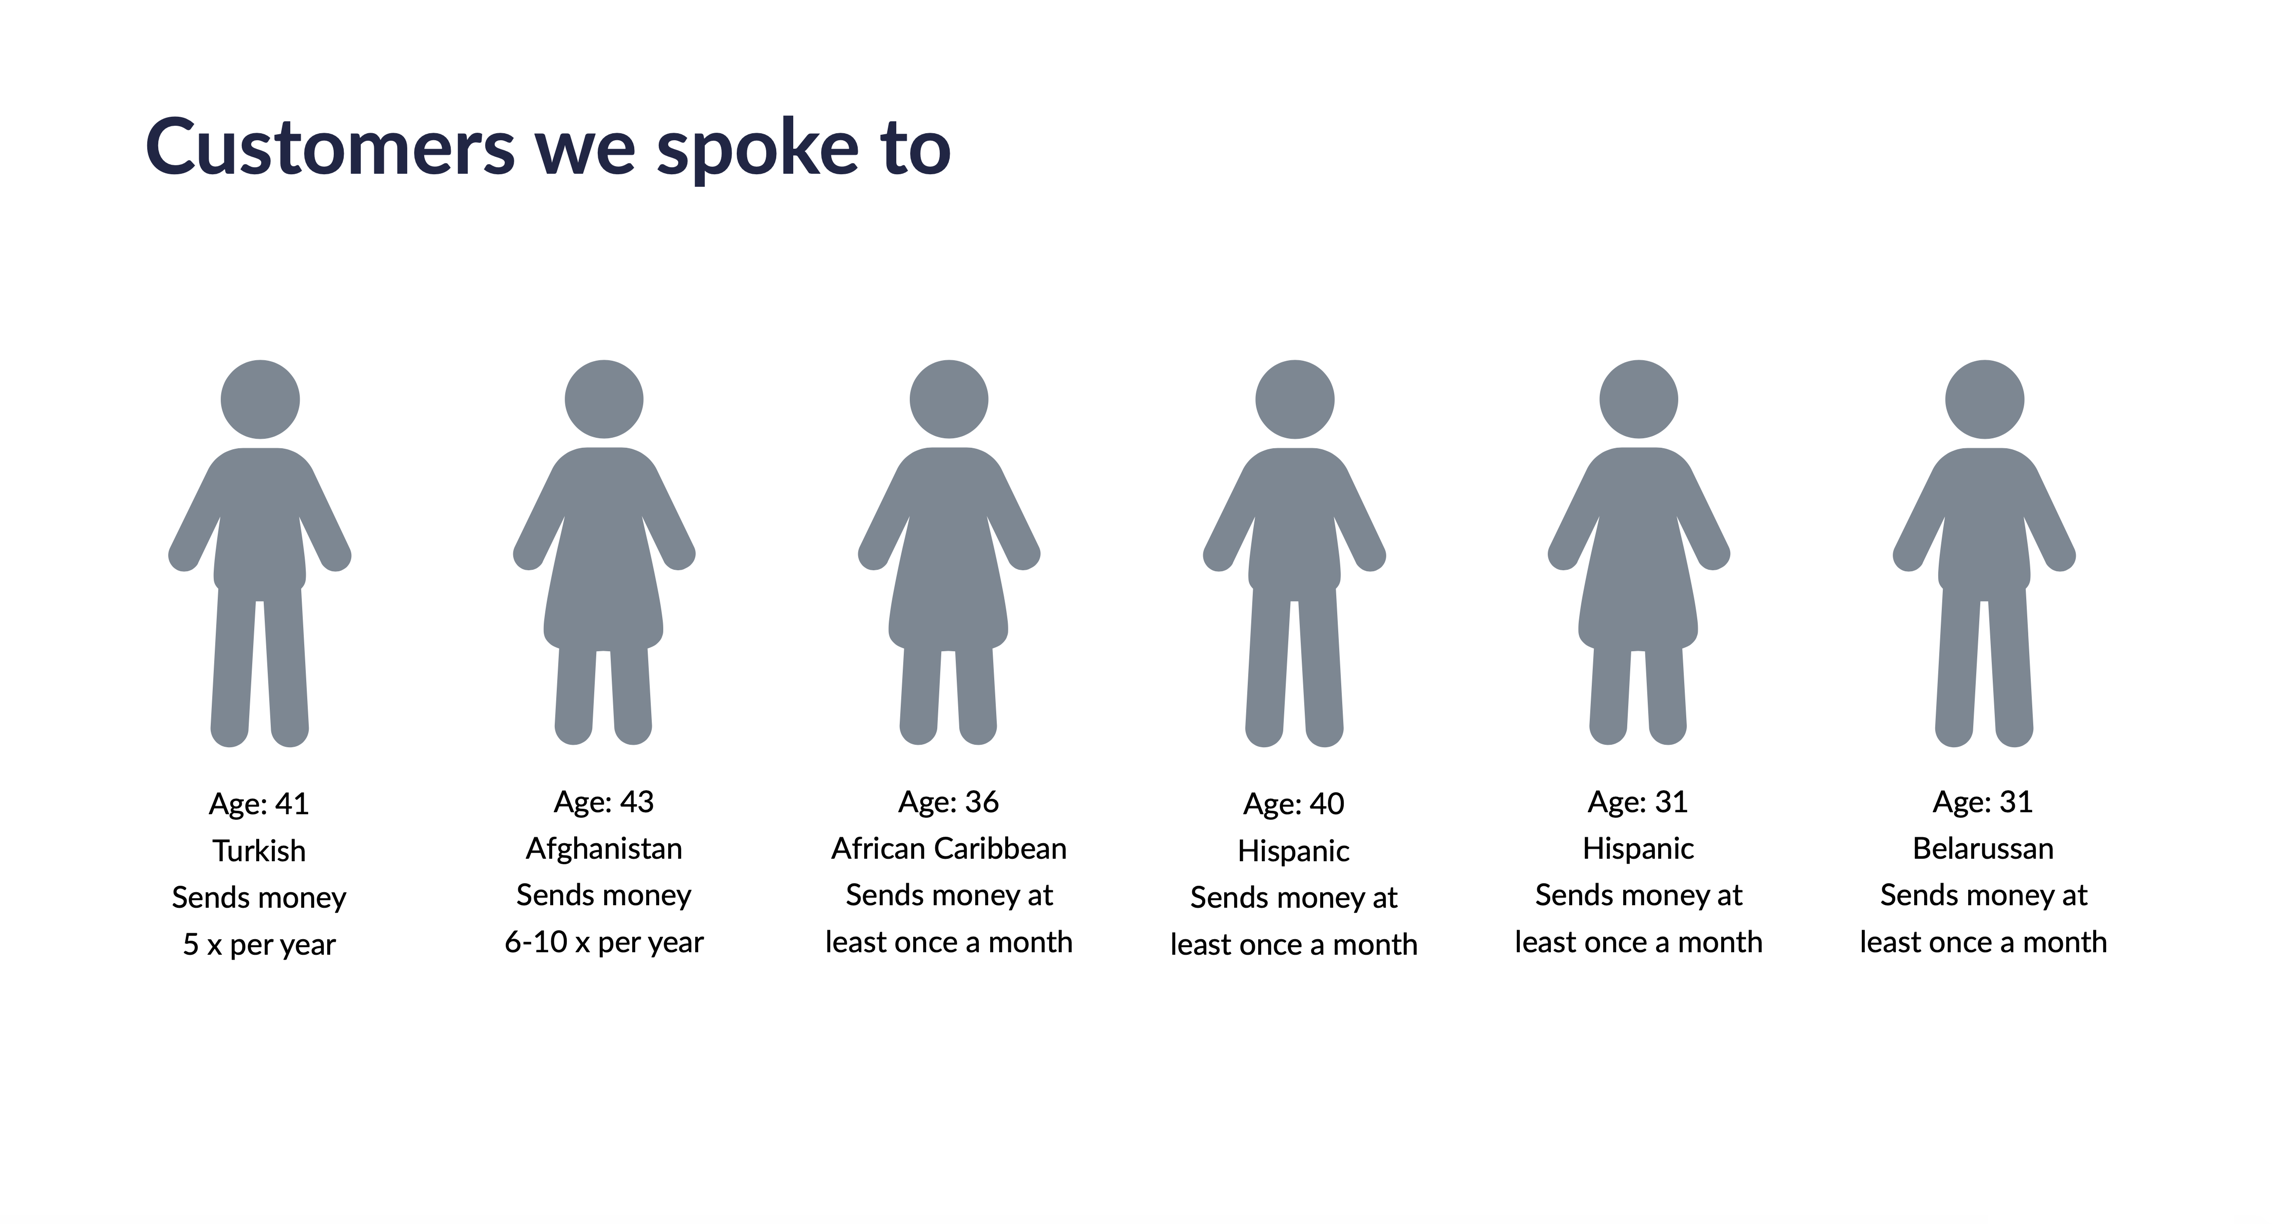 Customers we spoke to
Age: 41
Turkish
Sends money
5 x per year
Age: 43
Afghanistan
Sends money
6-10 x per year
Age: 36
African Caribbean
Sends money at
least once a month
Age: 40
Hispanic
Sends money at
least once a month
Age: 31
Hispanic
Sends money at
least once a month
Age: 31
Belarussan
Sends money at
least once a month